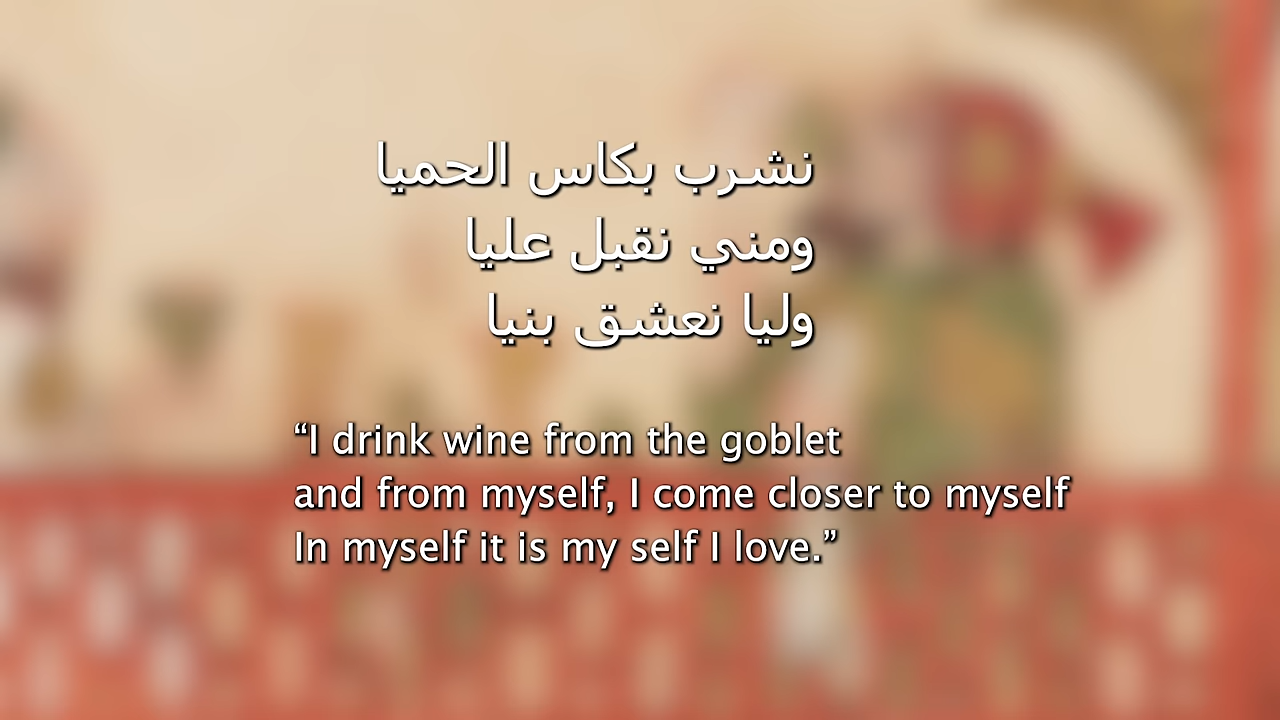 نشرب بكاس الحميا
ومني نقبل عليا
وليا نعشق بنيا
“I drink wine from the goblet
and from myself, I come closer to myself
In myself it is my self I love.”